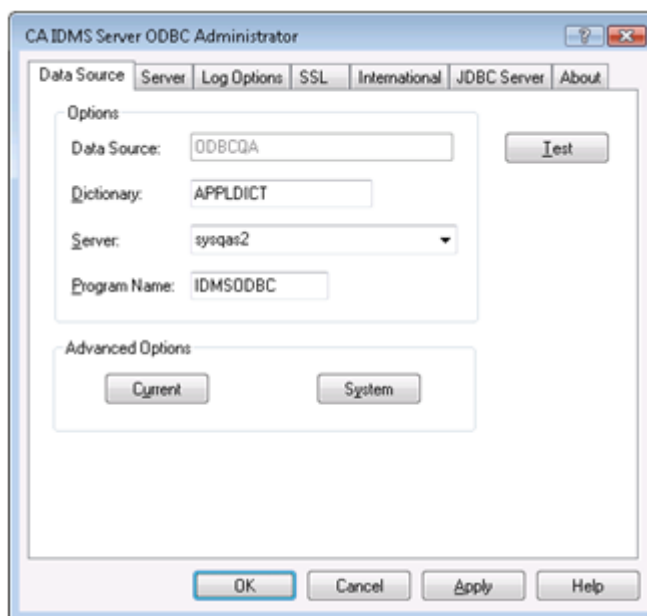 CA IDMS Server ODBC Administrator
Data Source Server Log Options SSL International JDBC Server About
Options
Data Source: ODBCQA Test
Dictionary: APPLDICT
Server: sysqas2
Program Name: IDMSODBC
Advanced Options
Current System
OK Cancel Apply Help